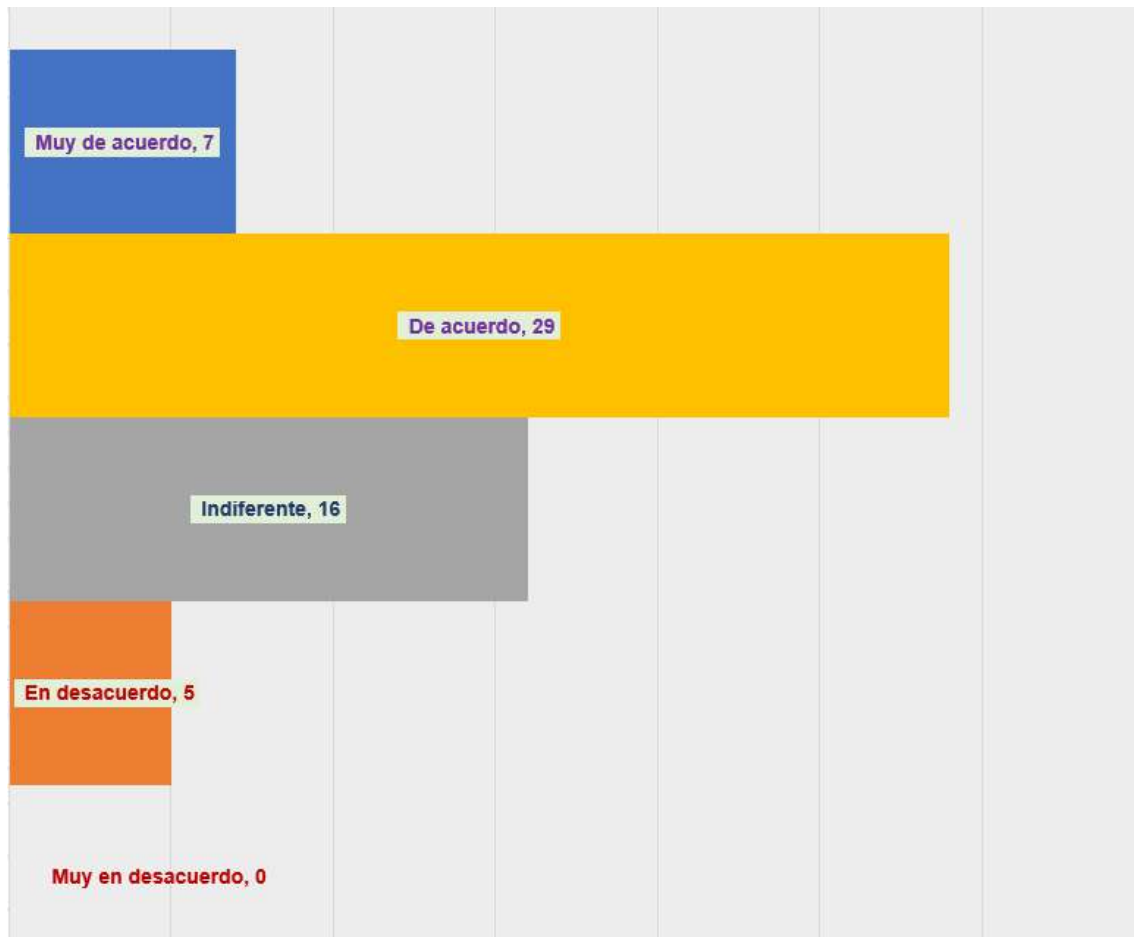 Muy de acuerdo, 7
De acuerdo, 29
Indiferente, 16
En desacuerdo, 5
Muy en desacuerdo, 0